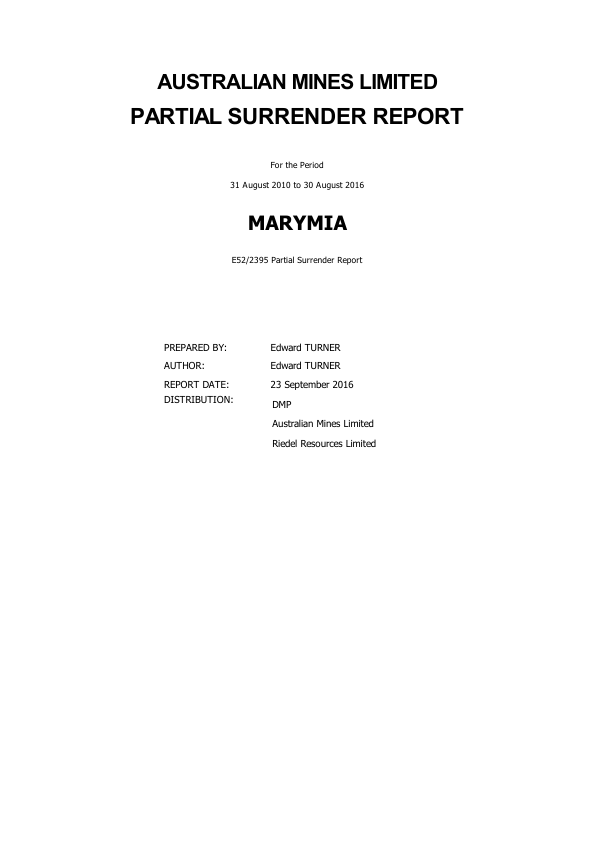 AUSTRALIAN MINES LIMITED
PARTIAL SURRENDER REPORT
For the Period
31 August 2010 to 30 August 2016
MARYMIA
E52/2395 Partial Surrender Report
PREPARED BY: Edward TURNER
AUTHOR: Edward TURNER
REPORT DATE: 23 September 2016
DISTRIBUTION: DMP
Australian Mines Limited
Riedel Resources Limited